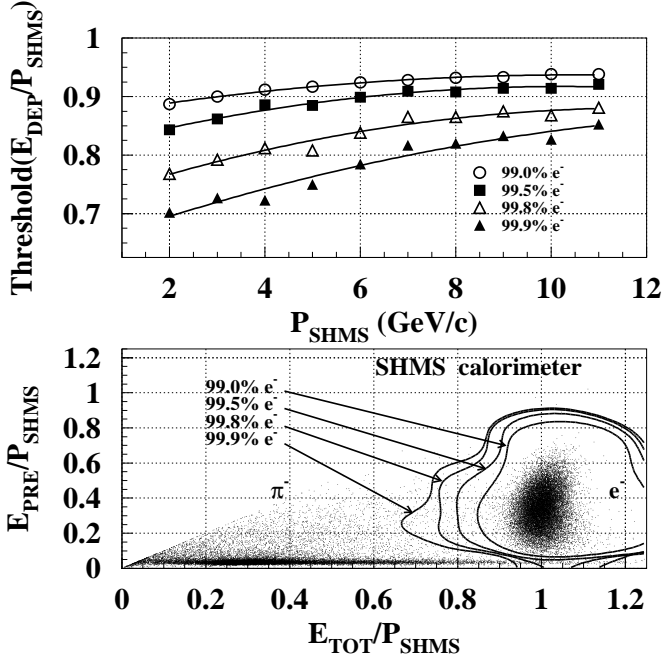 Threshold(E_DEP/P_SHMS)
1
0.9
0.8
0.7
99.0% e⁻
99.5% e⁻
99.8% e⁻
99.9% e⁻
2 4 6 8 10 12
P_SHMS (GeV/c)
E_PRE/P_SHMS
1.2
1
0.8
0.6
0.4
0.2
0
SHMS calorimeter
99.0% e⁻
99.5% e⁻
99.8% e⁻
99.9% e⁻
π⁻
e⁻
0 0.2 0.4 0.6 0.8 1 1.2
E_TOT/P_SHMS